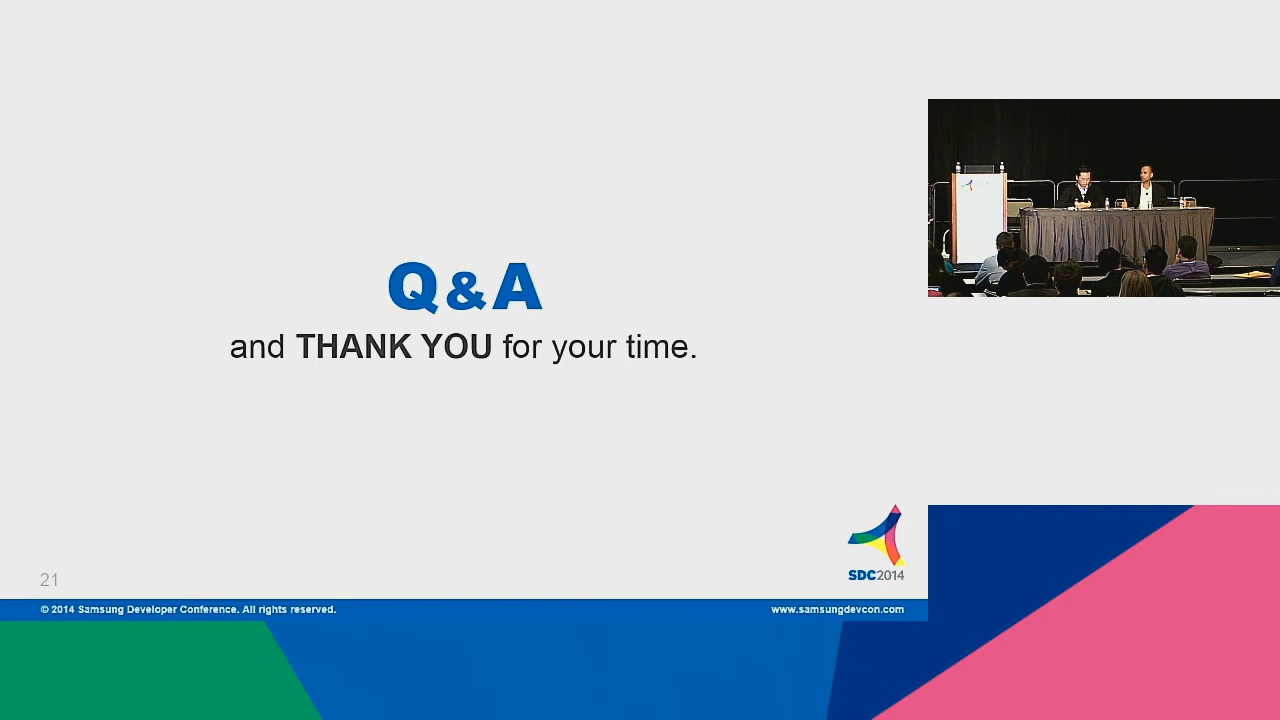 Q & A
and THANK YOU for your time.
SDC2014
21
© 2014 Samsung Developer Conference. All rights reserved.
www.samsungdevcon.com